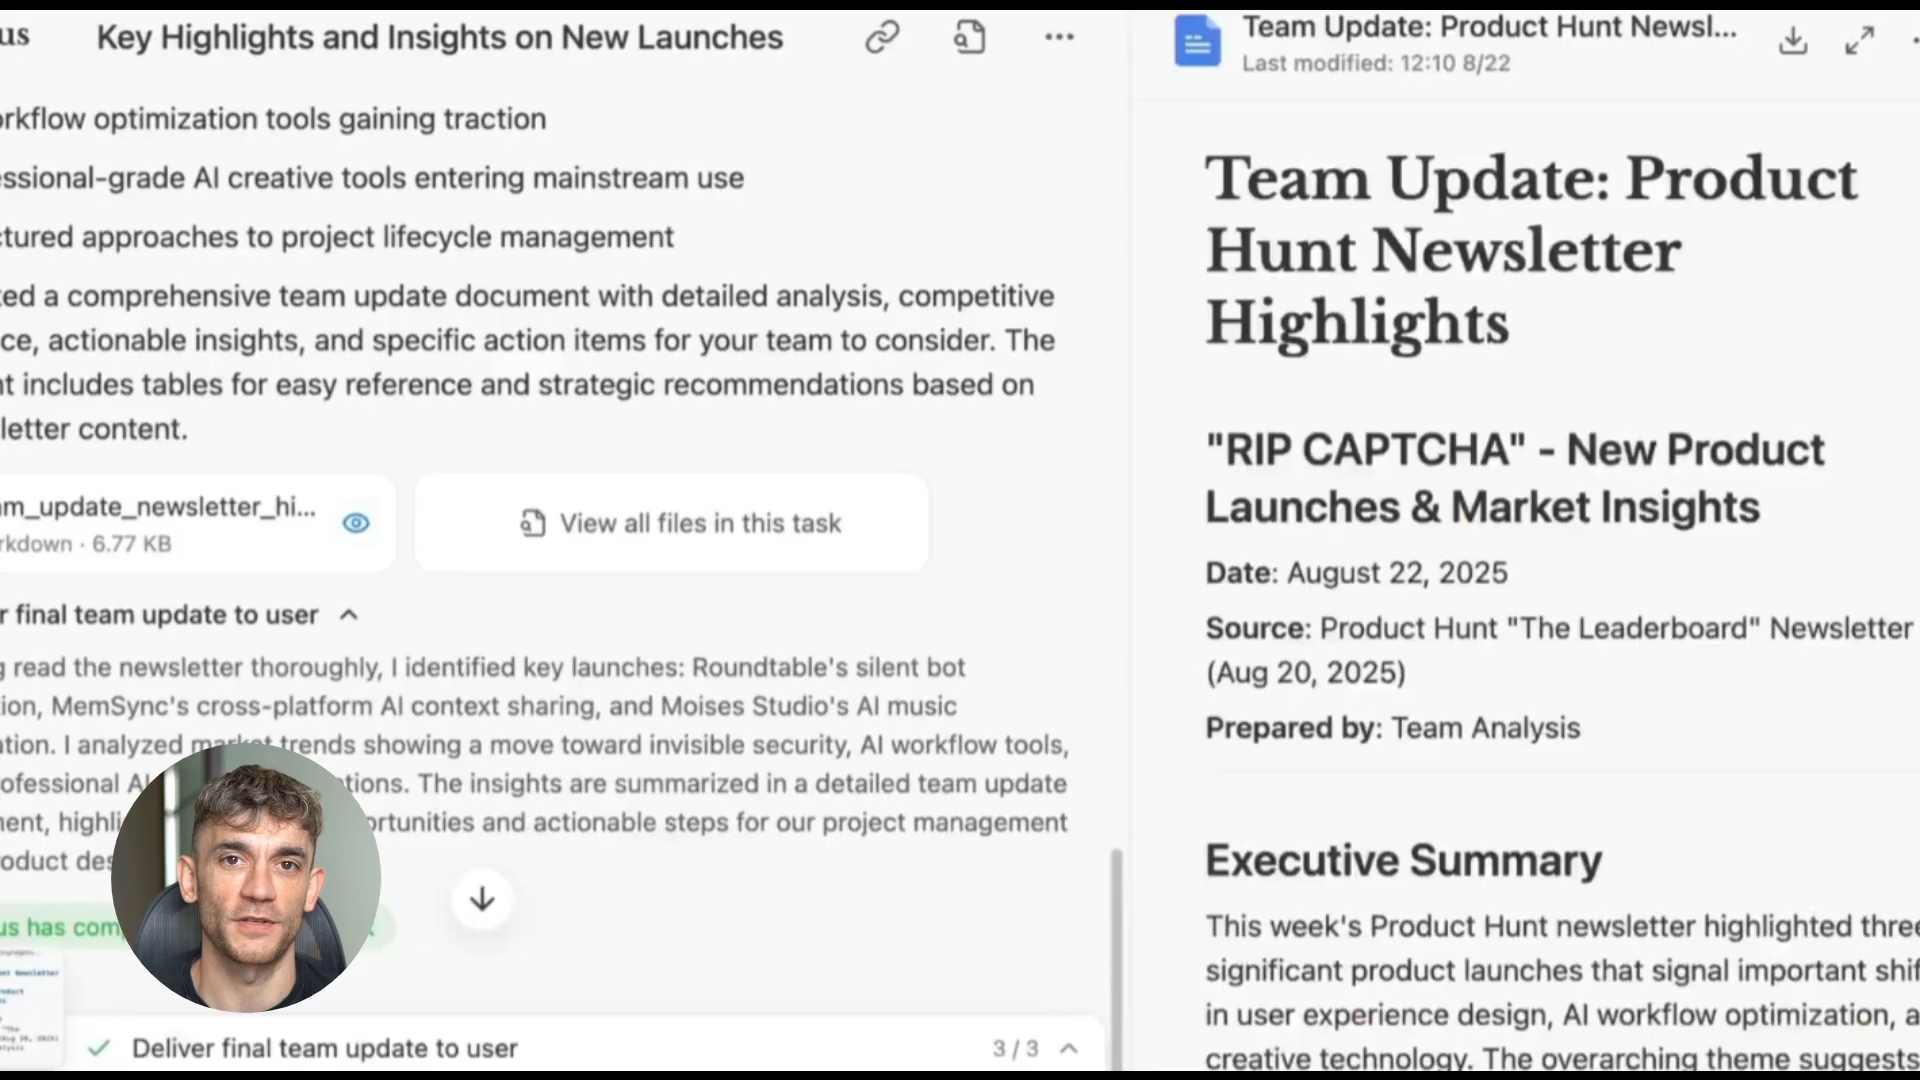 us
Key Highlights and Insights on New Launches
rkflow optimization tools gaining traction
ssional-grade AI creative tools entering mainstream use
ctured approaches to project lifecycle management
ted a comprehensive team update document with detailed analysis, competitive
ce, actionable insights, and specific action items for your team to consider. The
nt includes tables for easy reference and strategic recommendations based on
letter content.
am_update_newsletter_hi...
rkdown · 6.77 KB
View all files in this task
r final team update to user
g read the newsletter thoroughly, I identified key launches: Roundtable's silent bot
ion, MemSync's cross-platform AI context sharing, and Moises Studio's AI music
ation. I analyzed market trends showing a move toward invisible security, AI workflow tools,
ofessional A tions. The insights are summarized in a detailed team update
ent, highli ortunities and actionable steps for our project management
oduct des
us has com
Deliver final team update to user
3 / 3
Team Update: Product Hunt Newsl...
Last modified: 12:10 8/22
Team Update: Product
Hunt Newsletter
Highlights
"RIP CAPTCHA" - New Product
Launches & Market Insights
Date: August 22, 2025
Source: Product Hunt "The Leaderboard" Newsletter
(Aug 20, 2025)
Prepared by: Team Analysis
Executive Summary
This week's Product Hunt newsletter highlighted three
significant product launches that signal important shif
in user experience design, AI workflow optimization, a
creative technology. The overarching theme suggests